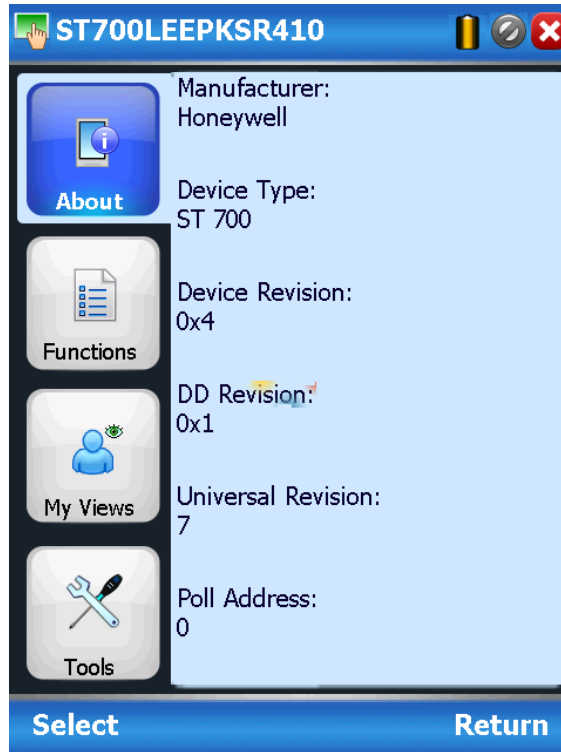 ST700LEEPKSR410
About
Manufacturer:
Honeywell
Device Type:
ST 700
Device Revision:
0x4
DD Revision:
0x1
Universal Revision:
7
Poll Address:
0
Functions
My Views
Tools
Select
Return